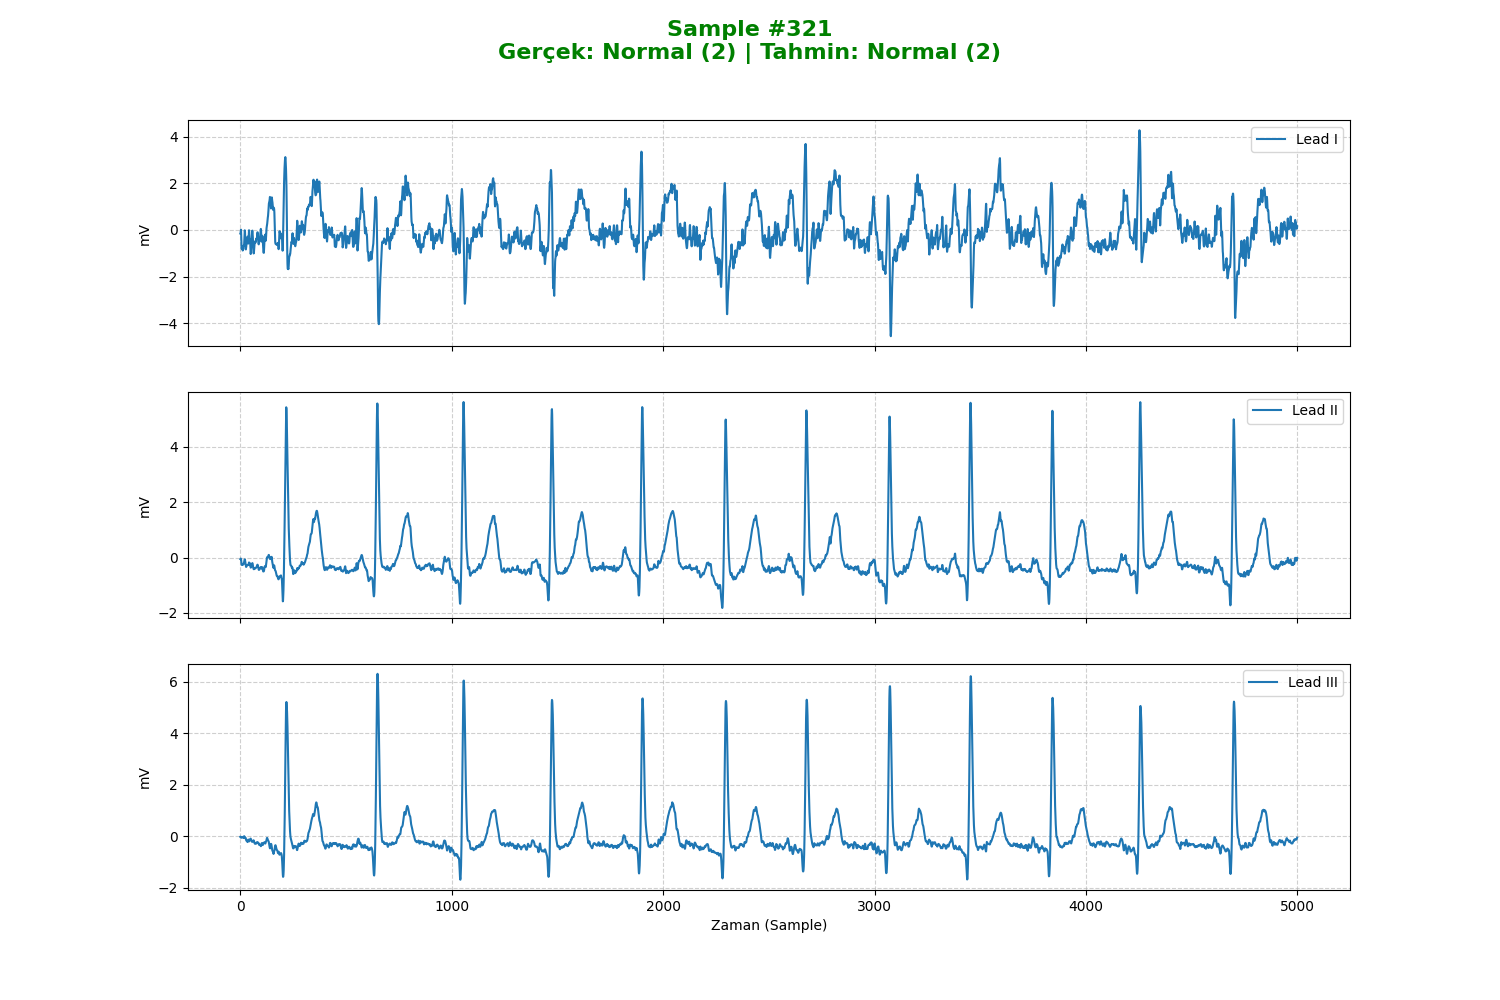 Sample #321
Gerçek: Normal (2) | Tahmin: Normal (2)
4
2
0
−2
−4
mV
Lead I
4
2
0
−2
mV
Lead II
6
4
2
0
−2
mV
Lead III
0 1000 2000 3000 4000 5000
Zaman (Sample)